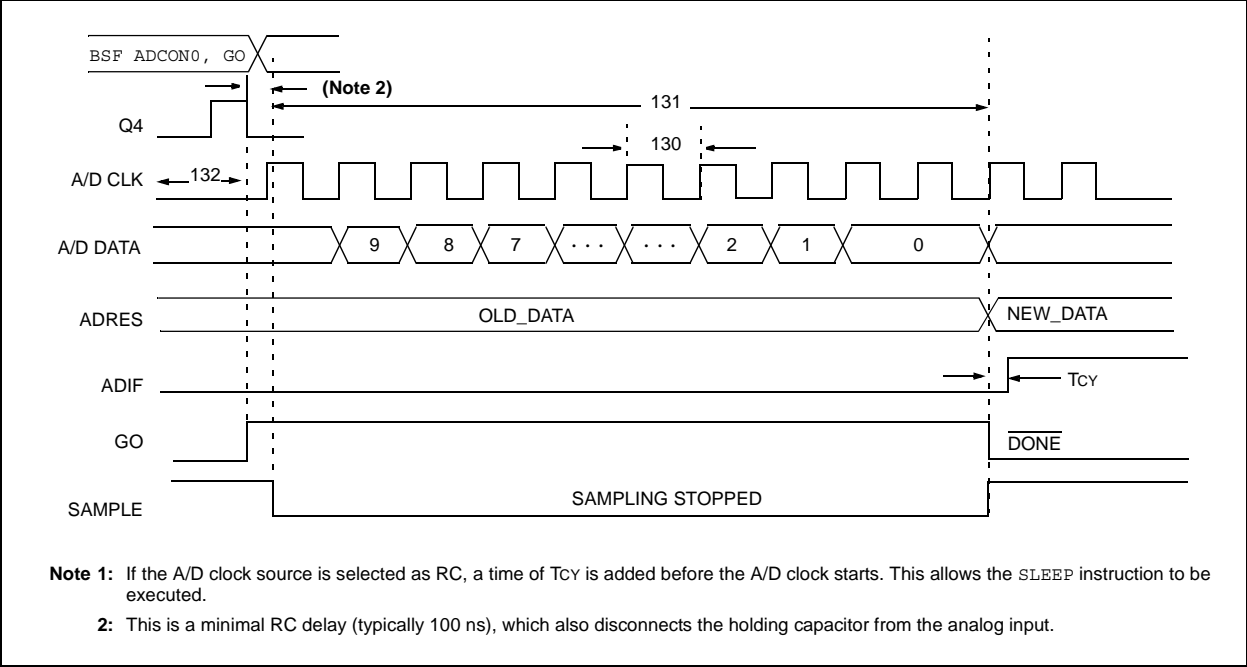 BSF ADCON0, GO
(Note 2)
131
Q4
130
A/D CLK
132
A/D DATA
9 8 7 · · · · · · 2 1 0
ADRES
OLD_DATA
NEW_DATA
ADIF
TCY
GO
DONE
SAMPLE
SAMPLING STOPPED
Note 1: If the A/D clock source is selected as RC, a time of TCY is added before the A/D clock starts. This allows the SLEEP instruction to be
executed.
2: This is a minimal RC delay (typically 100 ns), which also disconnects the holding capacitor from the analog input.